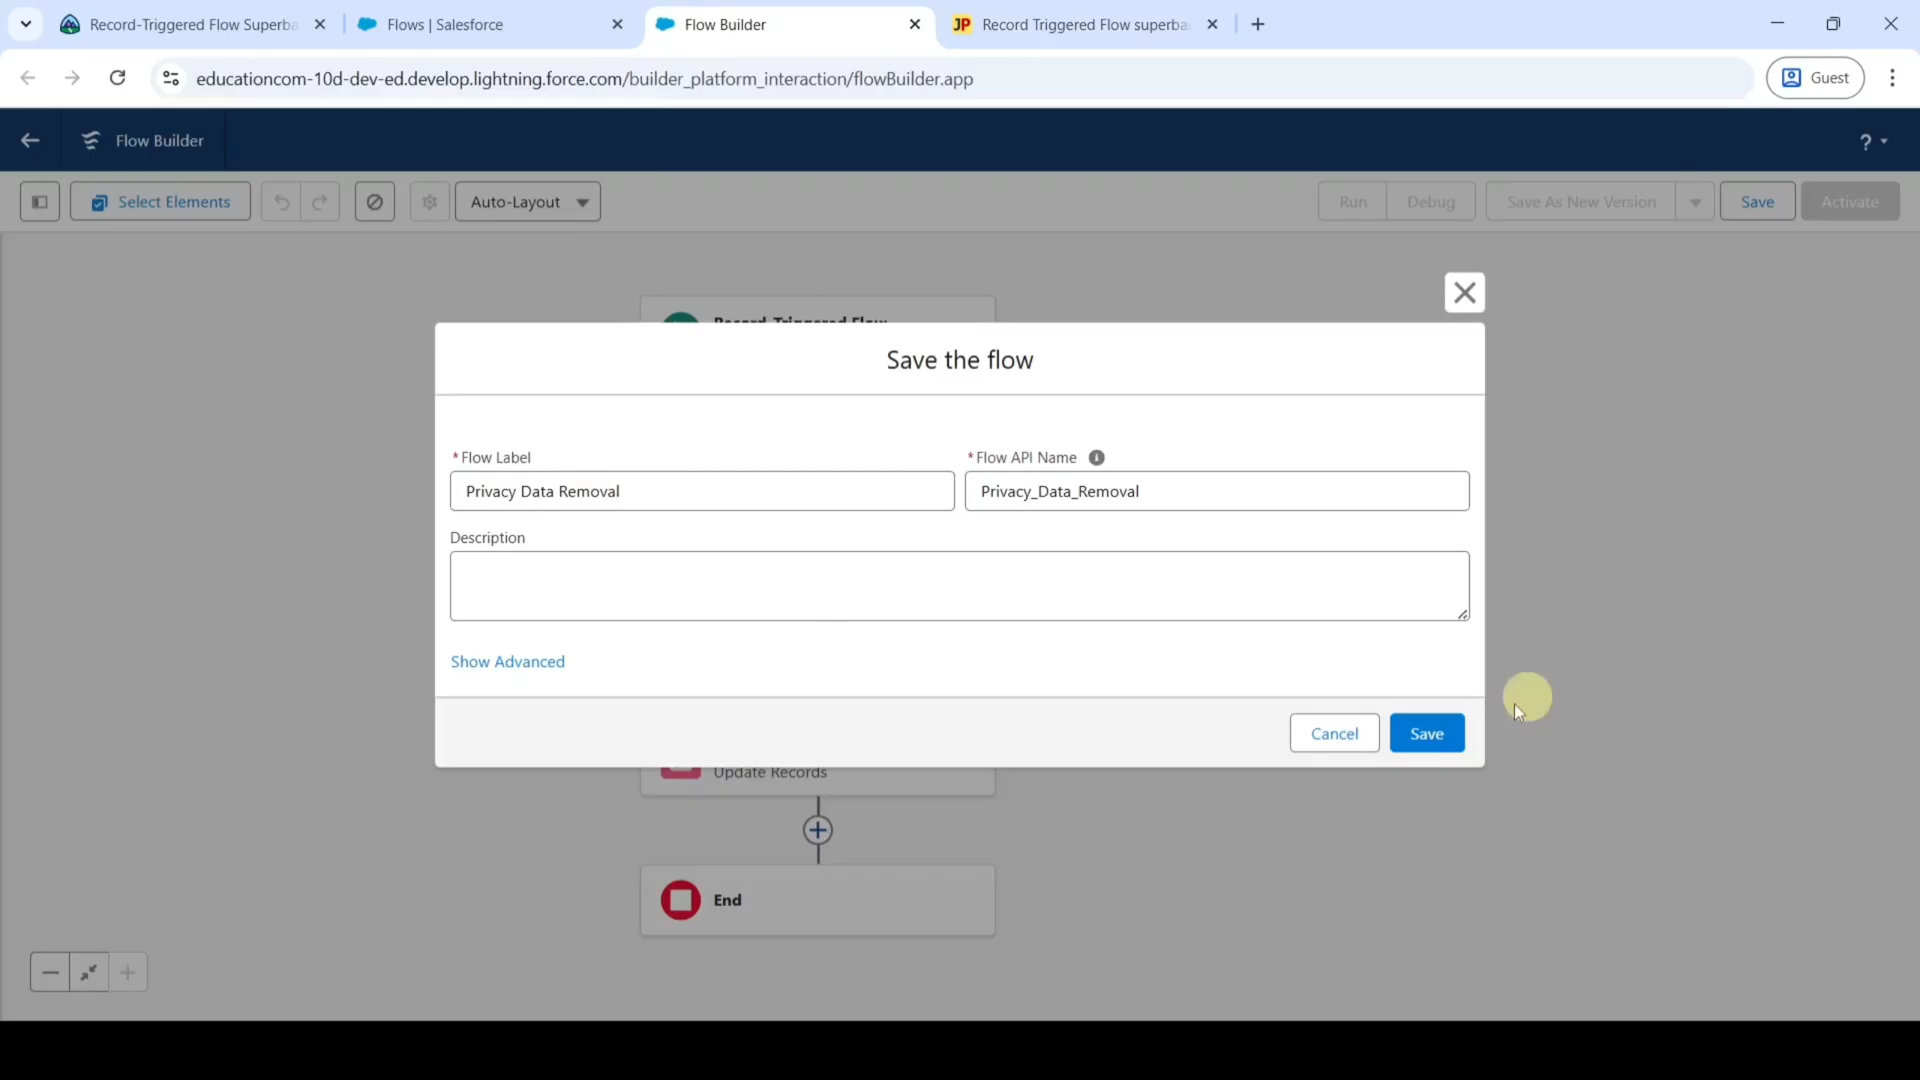 Record-Triggered Flow Superba
Flows | Salesforce
Flow Builder
JP Record Triggered Flow superba
educationcom-10d-dev-ed.develop.lightning.force.com/builder_platform_interaction/flowBuilder.app
Guest
Flow Builder
?
Select Elements
Auto-Layout
Run
Debug
Save As New Version
Save
Activate
Record-Triggered Flow
Save the flow
*Flow Label
*Flow API Name
Privacy Data Removal
Privacy_Data_Removal
Description
Show Advanced
Cancel
Save
Update Records
End